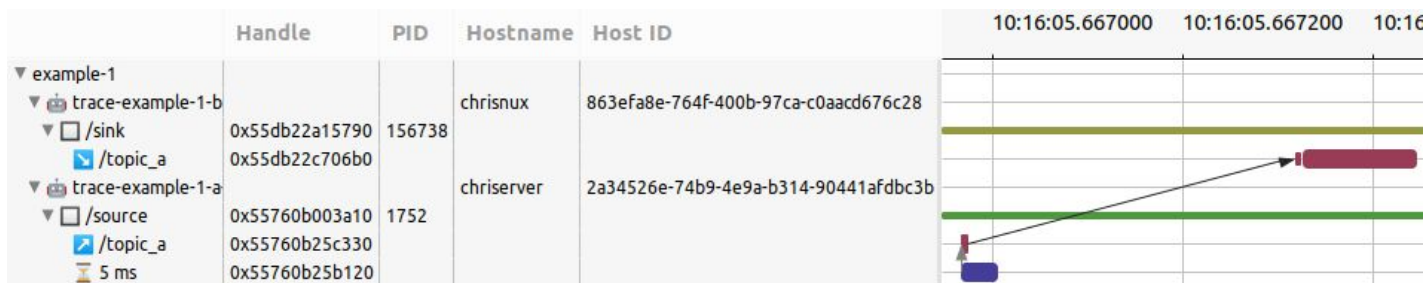 Handle PID Hostname Host ID 10:16:05.667000 10:16:05.667200 10:16
example-1
trace-example-1-b chrisnux 863efa8e-764f-400b-97ca-c0aacd676c28
/sink 0x55db22a15790 156738
/topic_a 0x55db22c706b0
trace-example-1-a chriserver 2a34526e-74b9-4e9a-b314-90441afdbc3b
/source 0x55760b003a10 1752
/topic_a 0x55760b25c330
5 ms 0x55760b25b120